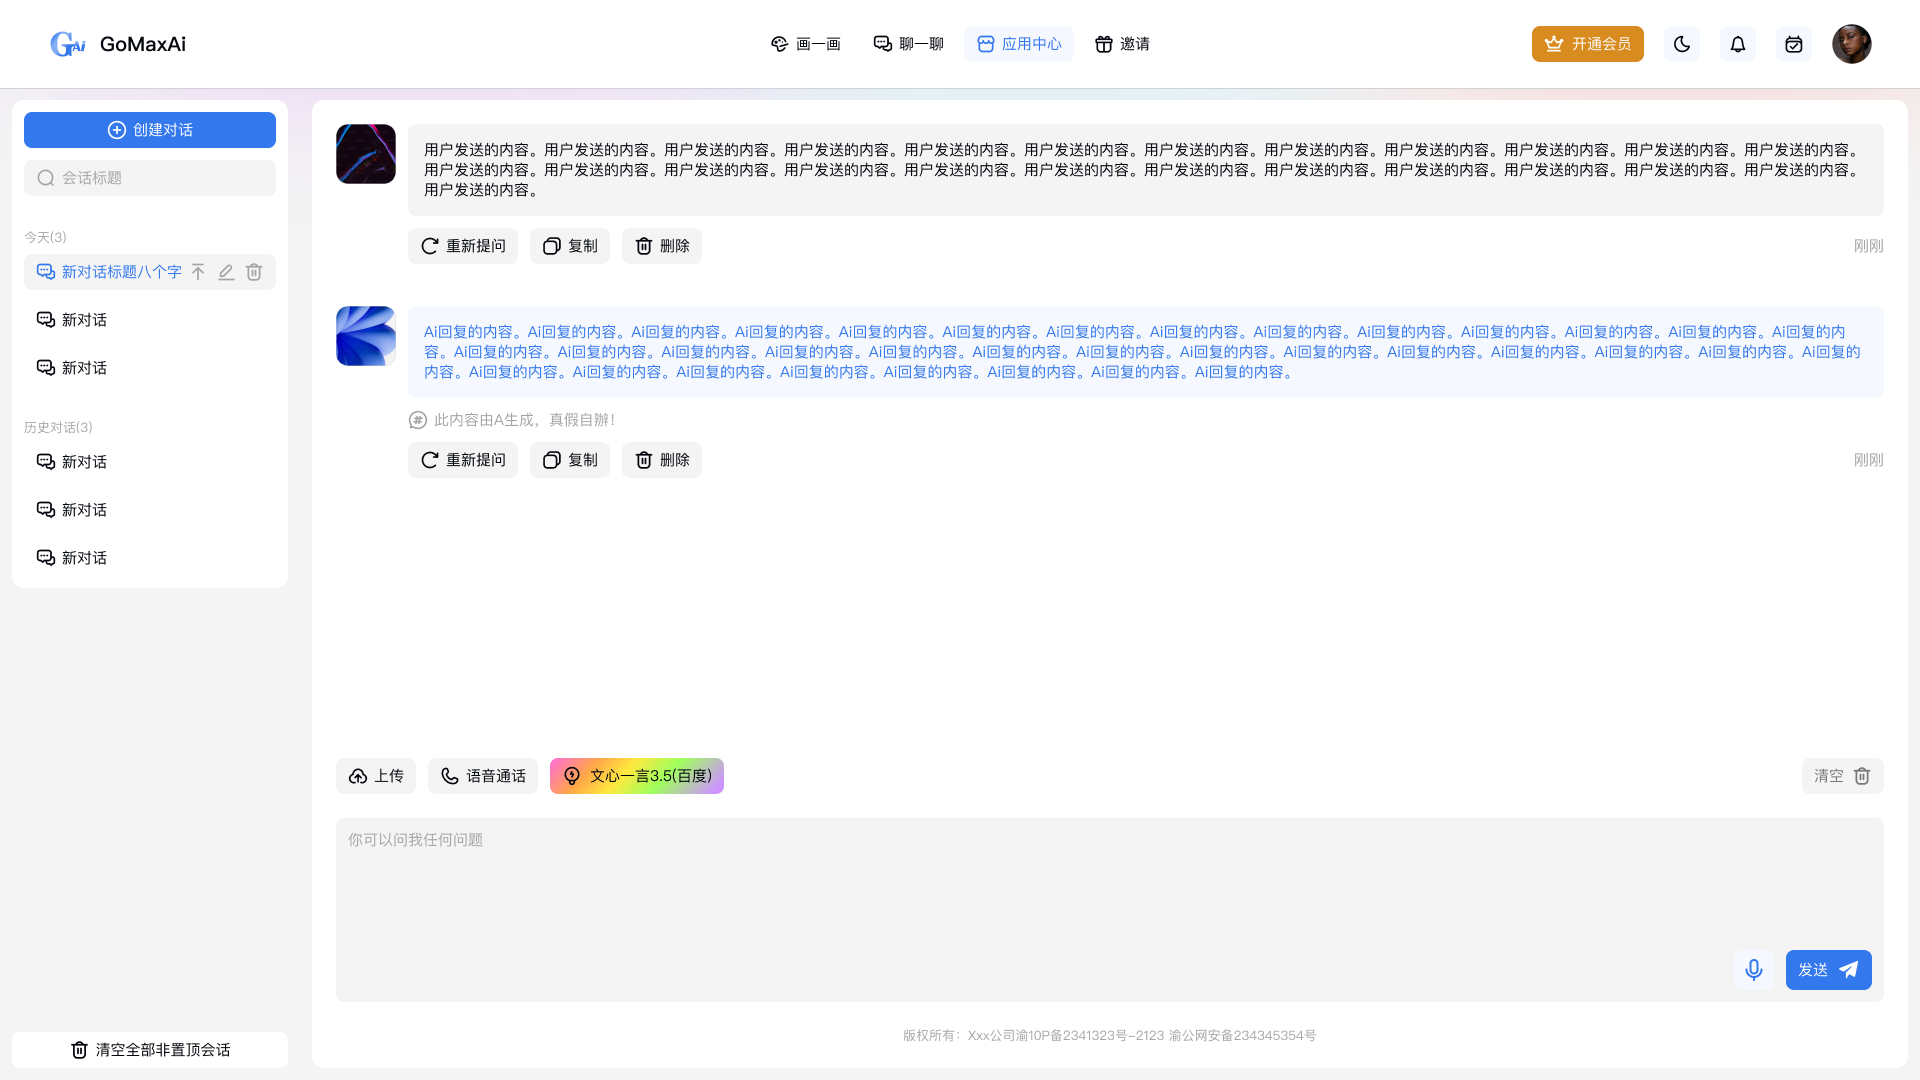 GAi GoMaxAi
画一画 聊一聊 应用中心 邀请
开通会员
创建对话
会话标题
今天(3)
新对话标题八个字
新对话
新对话
历史对话(3)
新对话
新对话
新对话
清空全部非置顶会话
用户发送的内容。用户发送的内容。用户发送的内容。用户发送的内容。用户发送的内容。用户发送的内容。用户发送的内容。用户发送的内容。用户发送的内容。用户发送的内容。用户发送的内容。用户发送的内容。
用户发送的内容。用户发送的内容。用户发送的内容。用户发送的内容。用户发送的内容。用户发送的内容。用户发送的内容。用户发送的内容。用户发送的内容。用户发送的内容。用户发送的内容。用户发送的内容。
用户发送的内容。
重新提问 复制 删除 刚刚
Ai回复的内容。Ai回复的内容。Ai回复的内容。Ai回复的内容。Ai回复的内容。Ai回复的内容。Ai回复的内容。Ai回复的内容。Ai回复的内容。Ai回复的内容。Ai回复的内容。Ai回复的内容。Ai回复的内容。Ai回复的内
容。Ai回复的内容。Ai回复的内容。Ai回复的内容。Ai回复的内容。Ai回复的内容。Ai回复的内容。Ai回复的内容。Ai回复的内容。Ai回复的内容。Ai回复的内容。Ai回复的内容。Ai回复的内容。Ai回复的内容。Ai回复的
内容。Ai回复的内容。Ai回复的内容。Ai回复的内容。Ai回复的内容。Ai回复的内容。Ai回复的内容。Ai回复的内容。Ai回复的内容。
此内容由A生成，真假自辦！
重新提问 复制 删除 刚刚
上传 语音通话 文心一言3.5(百度) 清空
你可以问我任何问题
发送
版权所有：Xxx公司渝10P备2341323号-2123 渝公网安备234345354号